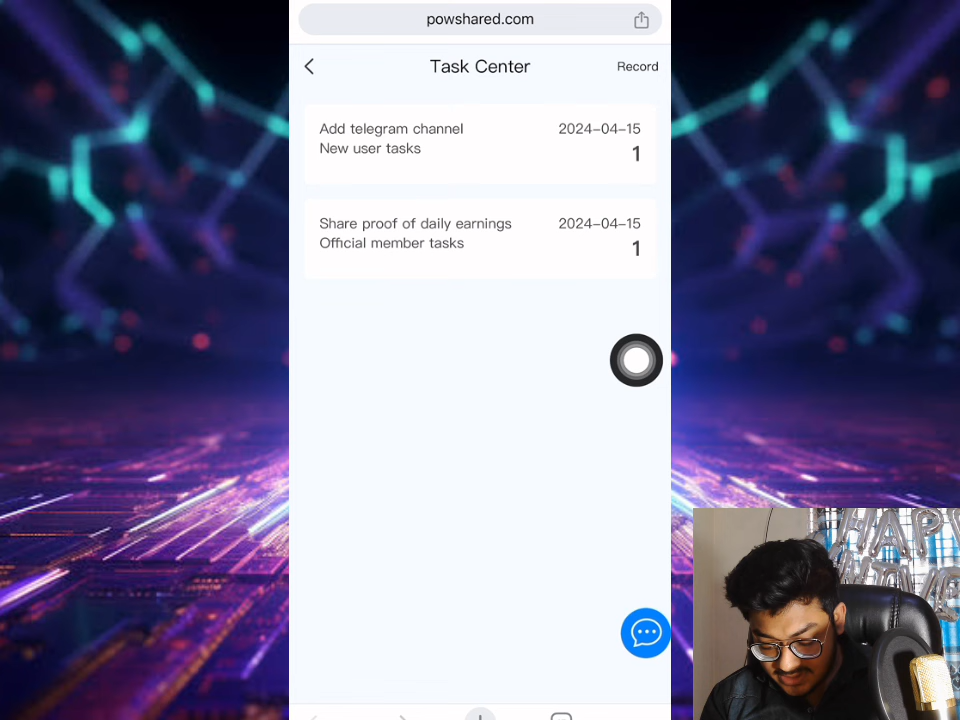 powshared.com
Task Center
Record
Add telegram channel
2024-04-15
New user tasks
1
Share proof of daily earnings
2024-04-15
Official member tasks
1
HAPP